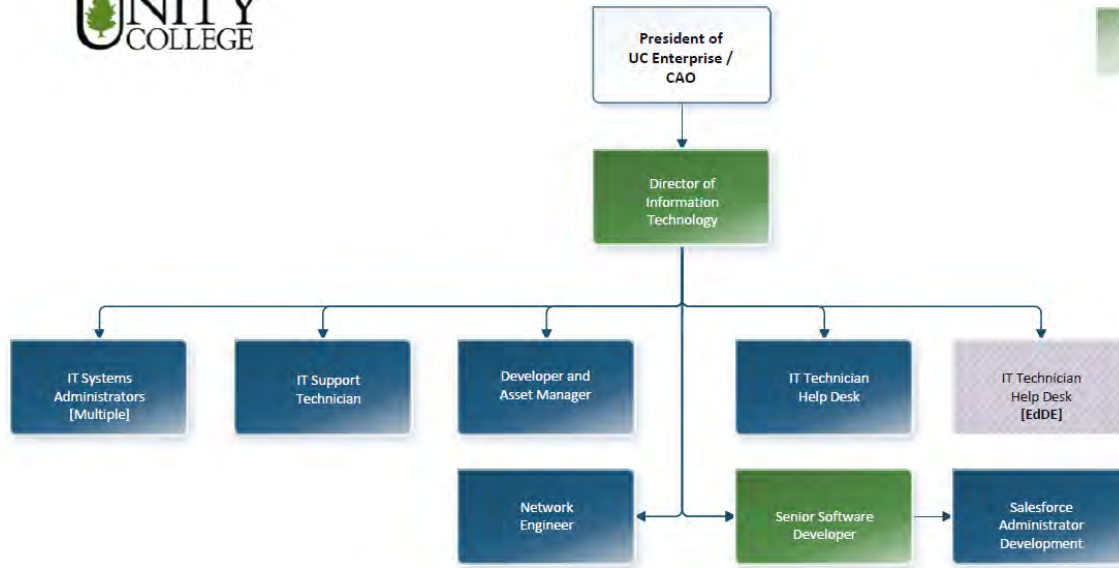 UNITY
COLLEGE
President of
UC Enterprise /
CAO
Director of
Information
Technology
IT Systems
Administrators
[Multiple]
IT Support
Technician
Developer and
Asset Manager
IT Technician
Help Desk
IT Technician
Help Desk
[EdDE]
Network
Engineer
Senior Software
Developer
Salesforce
Administrator
Development